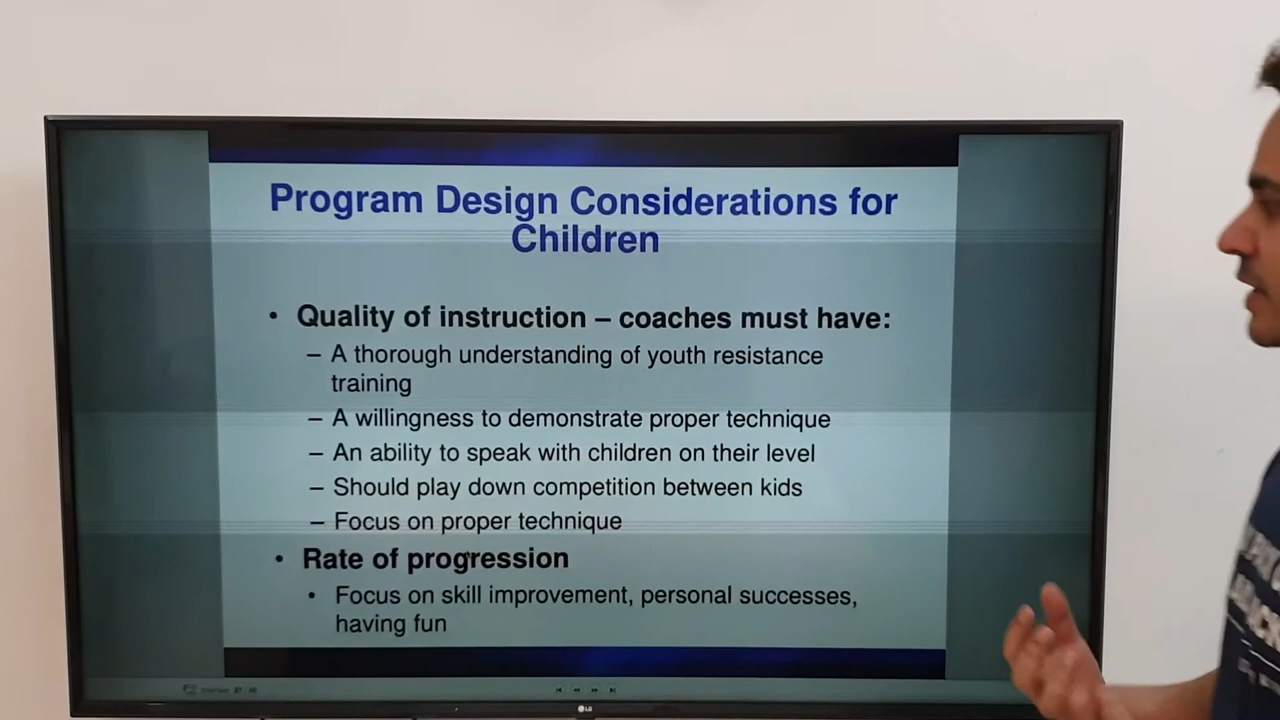 Program Design Considerations for
Children
• Quality of instruction – coaches must have:
– A thorough understanding of youth resistance
training
– A willingness to demonstrate proper technique
– An ability to speak with children on their level
– Should play down competition between kids
– Focus on proper technique
• Rate of progression
• Focus on skill improvement, personal successes,
having fun
LG